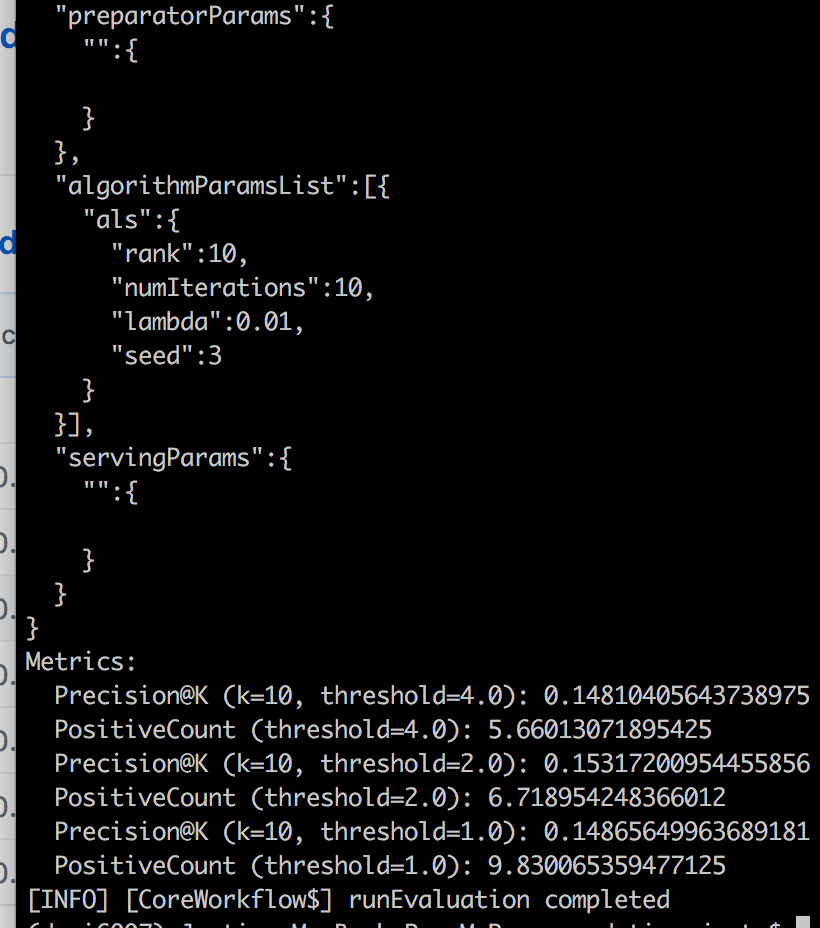 "preparatorParams":{
"":{
}
},
"algorithmParamsList":[{
"als":{
"rank":10,
"numIterations":10,
"lambda":0.01,
"seed":3
}
}],
"servingParams":{
"":{
}
}
}
Metrics:
Precision@K (k=10, threshold=4.0): 0.14810405643738975
PositiveCount (threshold=4.0): 5.66013071895425
Precision@K (k=10, threshold=2.0): 0.15317200954455856
PositiveCount (threshold=2.0): 6.718954248366012
Precision@K (k=10, threshold=1.0): 0.14865649963689181
PositiveCount (threshold=1.0): 9.830065359477125
[INFO] [CoreWorkflow$] runEvaluation completed